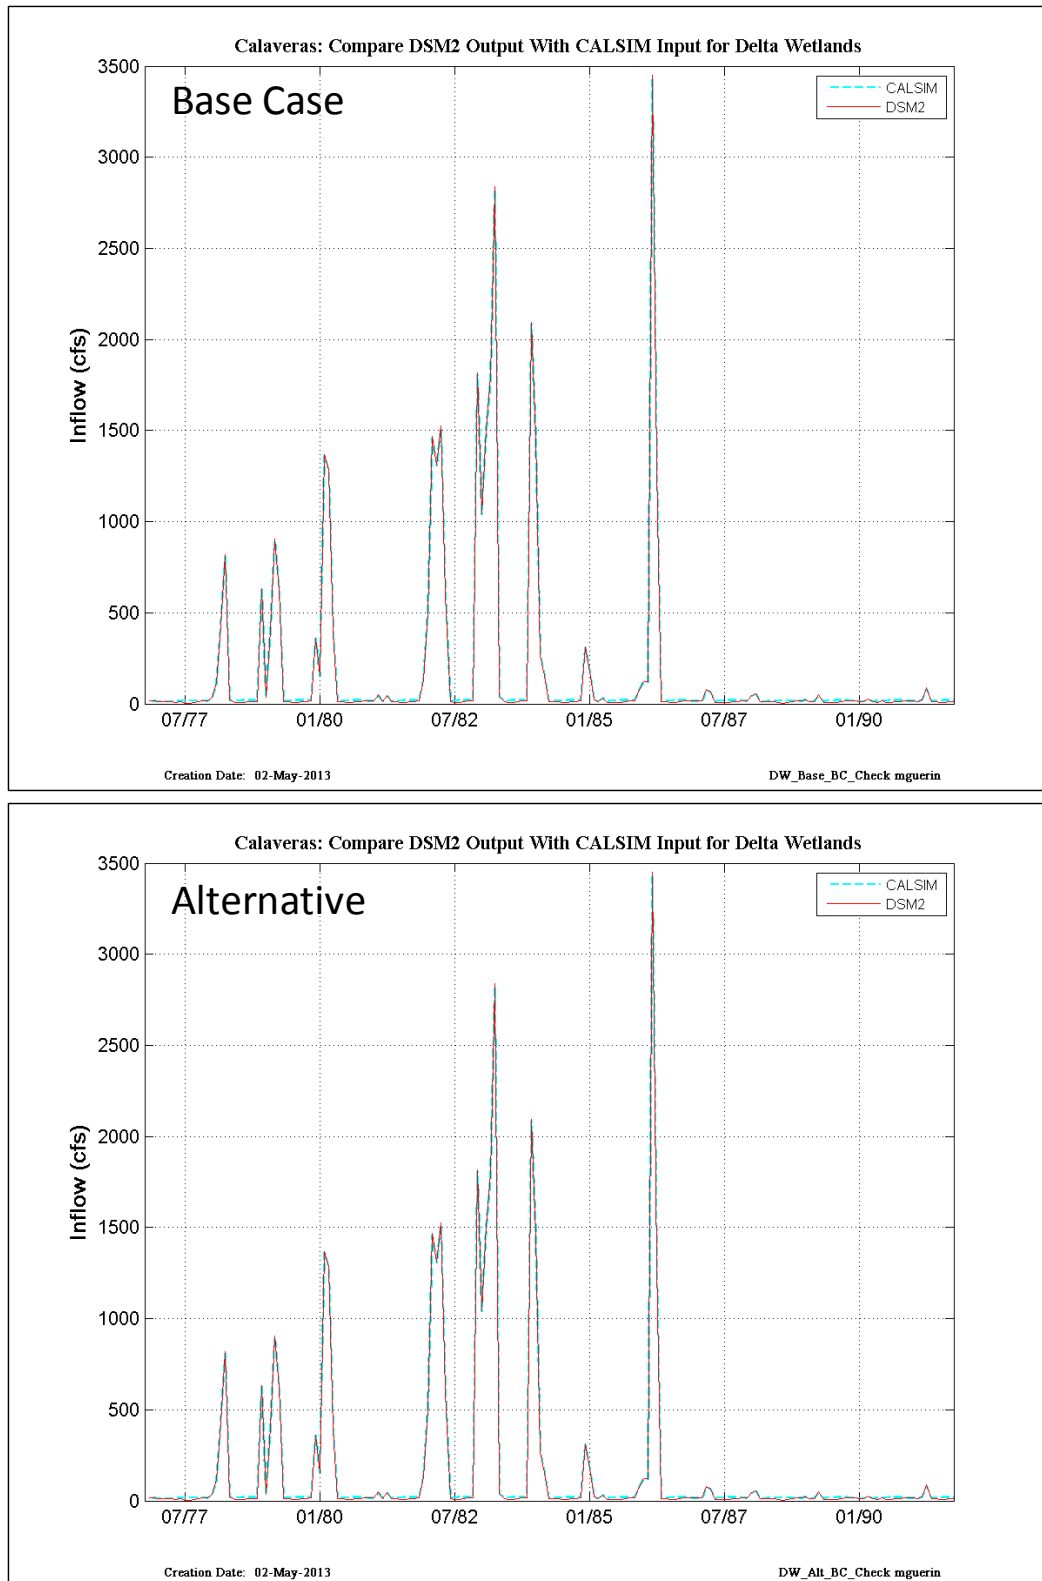 Calaveras: Compare DSM2 Output With CALSIM Input for Delta Wetlands
Base Case
CALSIM
DSM2
3500
3000
2500
2000
1500
1000
500
0
Inflow (cfs)
07/77 01/80 07/82 01/85 07/87 01/90
Creation Date: 02-May-2013 DW_Base_BC_Check mguerin
Calaveras: Compare DSM2 Output With CALSIM Input for Delta Wetlands
Alternative
CALSIM
DSM2
3500
3000
2500
2000
1500
1000
500
0
Inflow (cfs)
07/77 01/80 07/82 01/85 07/87 01/90
Creation Date: 02-May-2013 DW_Alt_BC_Check mguerin